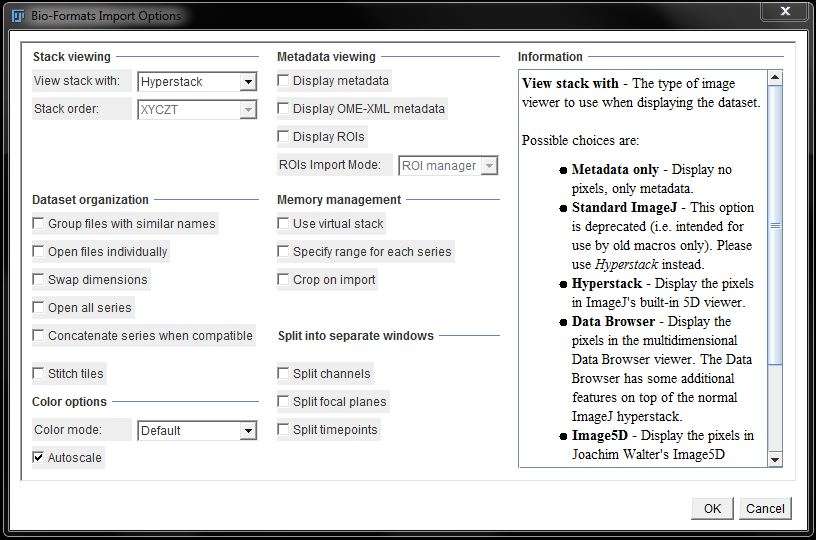 Bio-Formats Import Options
Stack viewing
View stack with: Hyperstack
Stack order: XYCZT
Metadata viewing
Display metadata
Display OME-XML metadata
Display ROIs
ROIs Import Mode: ROI manager
Dataset organization
Group files with similar names
Open files individually
Swap dimensions
Open all series
Concatenate series when compatible
Stitch tiles
Memory management
Use virtual stack
Specify range for each series
Crop on import
Color options
Color mode: Default
Autoscale
Split into separate windows
Split channels
Split focal planes
Split timepoints
Information
View stack with - The type of image
viewer to use when displaying the dataset.
Possible choices are:
Metadata only - Display no
pixels, only metadata.
Standard ImageJ - This option
is deprecated (i.e. intended for
use by old macros only). Please
use Hyperstack instead.
Hyperstack - Display the pixels
in ImageJ's built-in 5D viewer.
Data Browser - Display the
pixels in the multidimensional
Data Browser viewer. The Data
Browser has some additional
features on top of the normal
ImageJ hyperstack.
Image5D - Display the pixels in
Joachim Walter's Image5D
OK Cancel